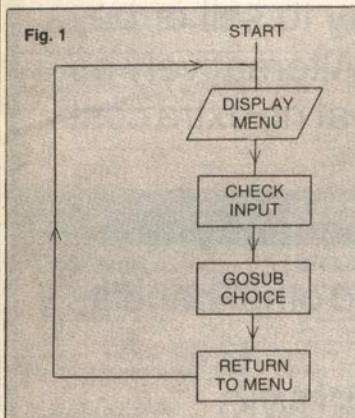 Fig. 1
START
DISPLAY
MENU
CHECK
INPUT
GOSUB
CHOICE
RETURN
TO MENU